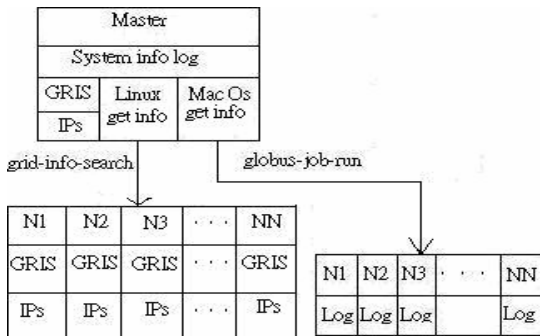 Master
System info log
GRIS
IPs
Linux
get info
Mac Os
get info
grid-info-search
globus-job-run
N1 N2 N3 · · · NN
GRIS GRIS GRIS · · · GRIS
IPs IPs IPs · · · IPs
N1 N2 N3 · · · NN
Log Log Log Log